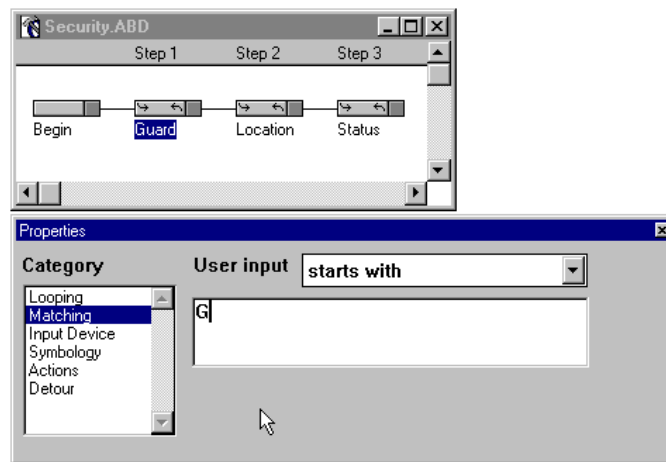 Security.ABD
Step 1 Step 2 Step 3
Begin Guard Location Status
Properties
Category
User input starts with
Looping
Matching
Input Device
Symbology
Actions
Detour
G